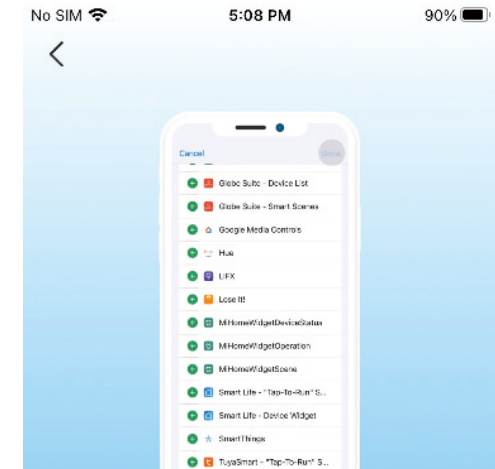 No SIM 5:08 PM 90%
Cancel Done
Globe Suite - Device List
Globe Suite - Smart Scenes
Google Media Controls
Hue
LIFX
Lose It!
MiHomeWidgetDeviceStatus
MiHomeWidgetOperation
MiHomeWidgetScene
Smart Life - "Tap-To-Run" S...
Smart Life - Device Widget
SmartThings
TuyaSmart - "Tap-To-Run" S...